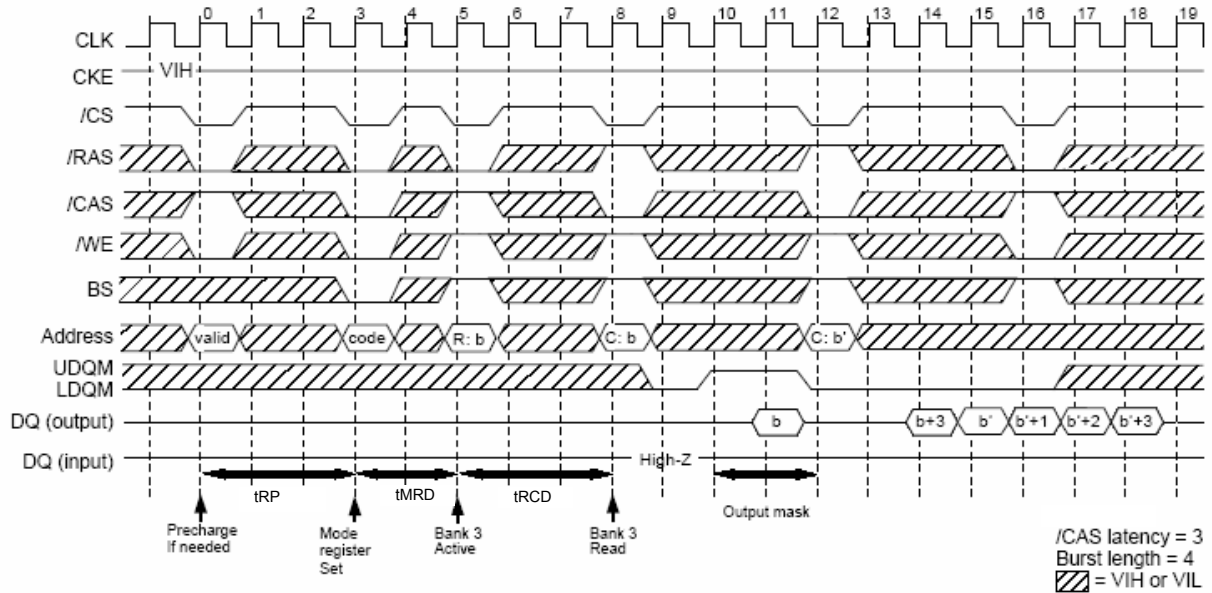 0 1 2 3 4 5 6 7 8 9 10 11 12 13 14 15 16 17 18 19
CLK
CKE VIH
/CS
/RAS
/CAS
/WE
BS
Address valid code R: b C: b C: b'
UDQM
LDQM
DQ (output) b b+3 b' b'+1 b'+2 b'+3
DQ (input) High-Z
tRP tMRD tRCD Output mask
Precharge
If needed
Mode
register
Set
Bank 3
Active
Bank 3
Read
/CAS latency = 3
Burst length = 4
= VIH or VIL